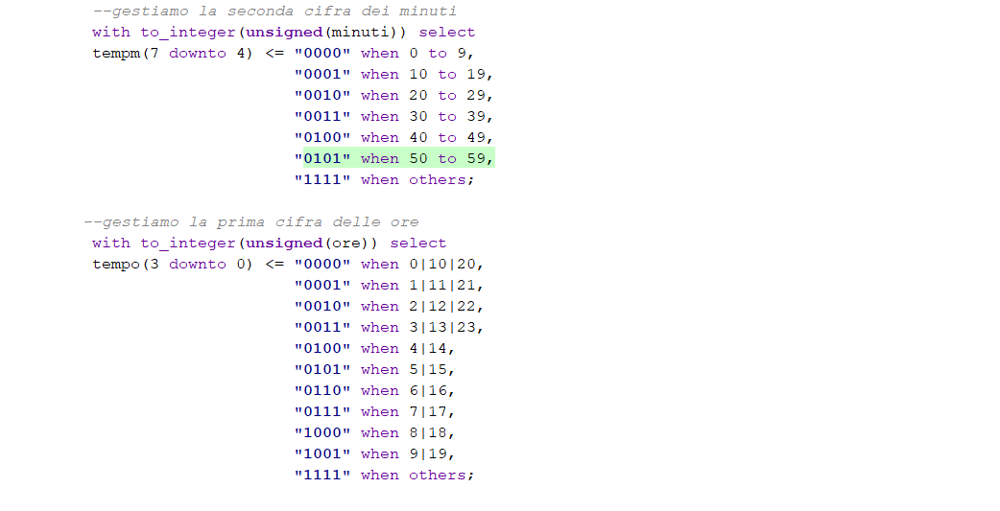 --gestiamo la seconda cifra dei minuti
with to_integer(unsigned(minuti)) select
tempm(7 downto 4) <= "0000" when 0 to 9,
"0001" when 10 to 19,
"0010" when 20 to 29,
"0011" when 30 to 39,
"0100" when 40 to 49,
"0101" when 50 to 59,
"1111" when others;
--gestiamo la prima cifra delle ore
with to_integer(unsigned(ore)) select
tempo(3 downto 0) <= "0000" when 0|10|20,
"0001" when 1|11|21,
"0010" when 2|12|22,
"0011" when 3|13|23,
"0100" when 4|14,
"0101" when 5|15,
"0110" when 6|16,
"0111" when 7|17,
"1000" when 8|18,
"1001" when 9|19,
"1111" when others;